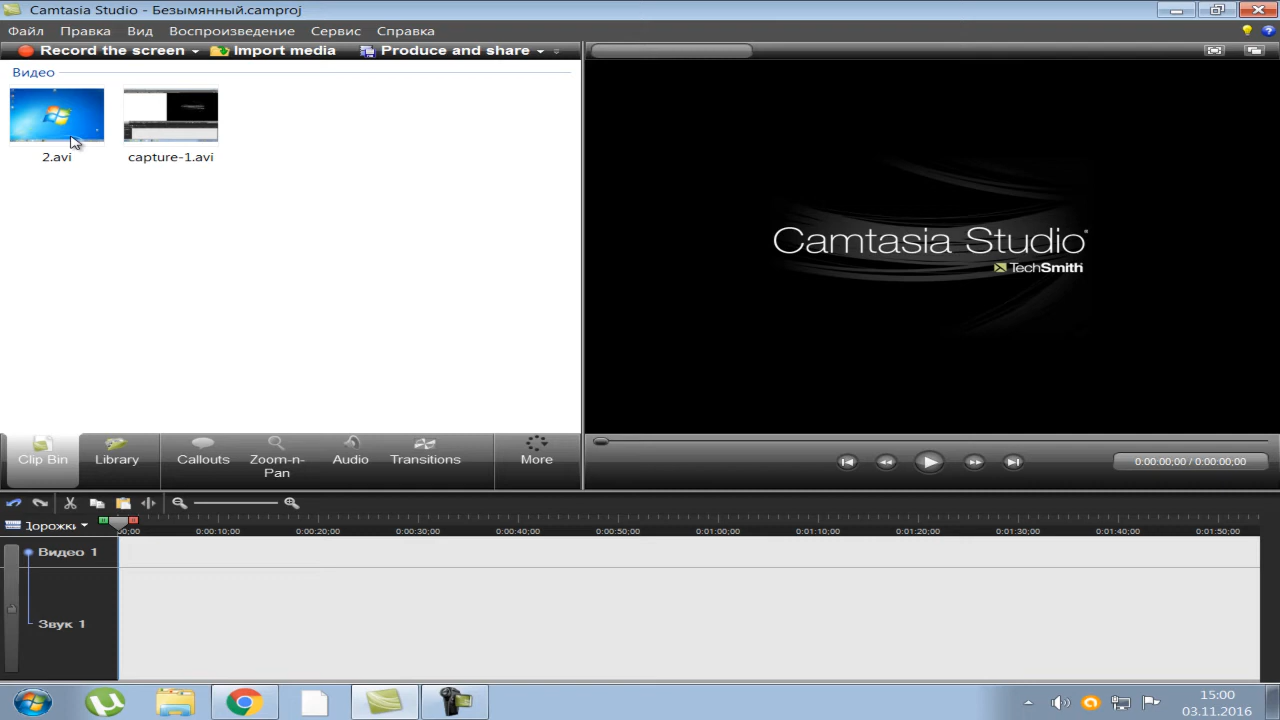 Camtasia Studio - Безымянный.camproj
Файл Правка Вид Воспроизведение Сервис Справка
Record the screen Import media Produce and share
Видео
2.avi capture-1.avi
Camtasia Studio®
TechSmith
Clip Bin Library Callouts Zoom-n-Pan Audio Transitions More
0:00:00;00 / 0:00:00;00
Дорожки
00;00 0:00:10;00 0:00:20;00 0:00:30;00 0:00:40;00 0:00:50;00 0:01:00;00 0:01:10;00 0:01:20;00 0:01:30;00 0:01:40;00 0:01:50;00
Видео 1
Звук 1
15:00
03.11.2016